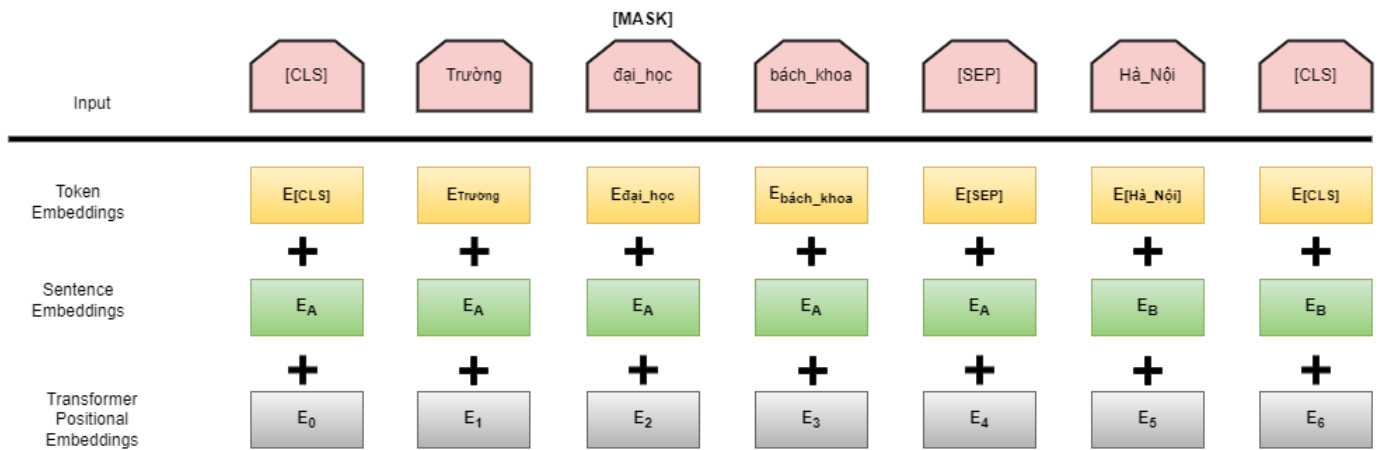 [MASK]
[CLS] Trường đại_học bách_khoa [SEP] Hà_Nội [CLS]
Input
Token
Embeddings
E[CLS] ETrường Eđại_học Ebách_khoa E[SEP] E[Hà_Nội] E[CLS]
+ + + + + + +
Sentence
Embeddings
EA EA EA EA EA EB EB
+ + + + + + +
Transformer
Positional
Embeddings
E0 E1 E2 E3 E4 E5 E6